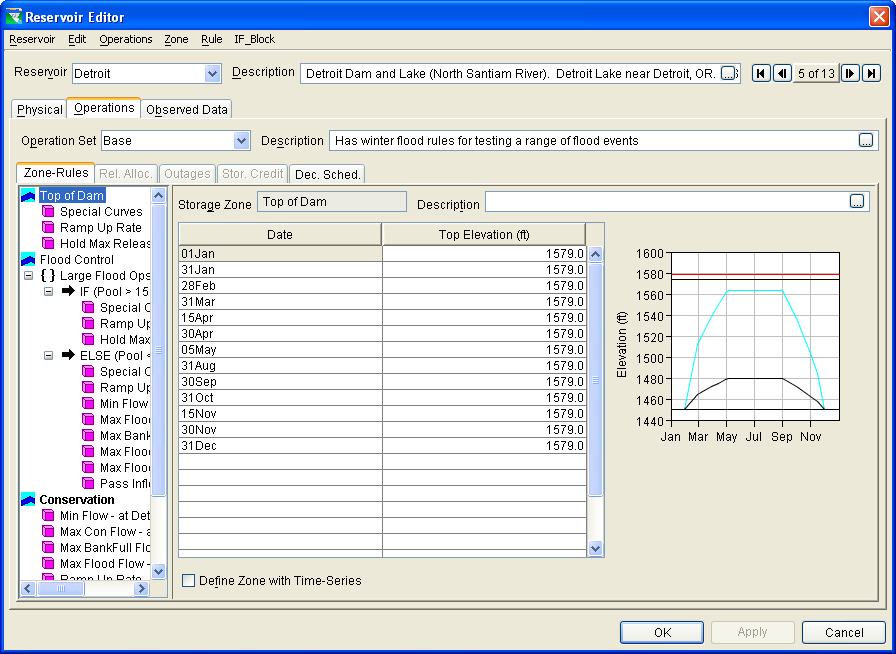 Reservoir Editor
Reservoir Edit Operations Zone Rule IF_Block
Reservoir Detroit Description Detroit Dam and Lake (North Santiam River). Detroit Lake near Detroit, OR. ... 5 of 13
Physical Operations Observed Data
Operation Set Base Description Has winter flood rules for testing a range of flood events ...
Zone-Rules Rel. Alloc. Outages Stor. Credit Dec. Sched.
Top of Dam
Special Curves
Ramp Up Rate
Hold Max Releas
Flood Control
{ } Large Flood Ops
IF (Pool > 15
Special C
Ramp Up
Hold Max
ELSE (Pool <
Special C
Ramp Up
Min Flow
Max Flood
Max Bank
Max Flood
Max Flood
Pass Infl
Conservation
Min Flow - at Det
Max Con Flow - a
Max BankFull Flo
Max Flood Flow -
Ramp Up Rate
Storage Zone Top of Dam Description ...
Date Top Elevation (ft)
01Jan 1579.0
31Jan 1579.0
28Feb 1579.0
31Mar 1579.0
15Apr 1579.0
30Apr 1579.0
05May 1579.0
31Aug 1579.0
30Sep 1579.0
31Oct 1579.0
15Nov 1579.0
30Nov 1579.0
31Dec 1579.0
Elevation (ft)
1600
1580
1560
1540
1520
1500
1480
1460
1440
Jan Mar May Jul Sep Nov
Define Zone with Time-Series
OK Apply Cancel